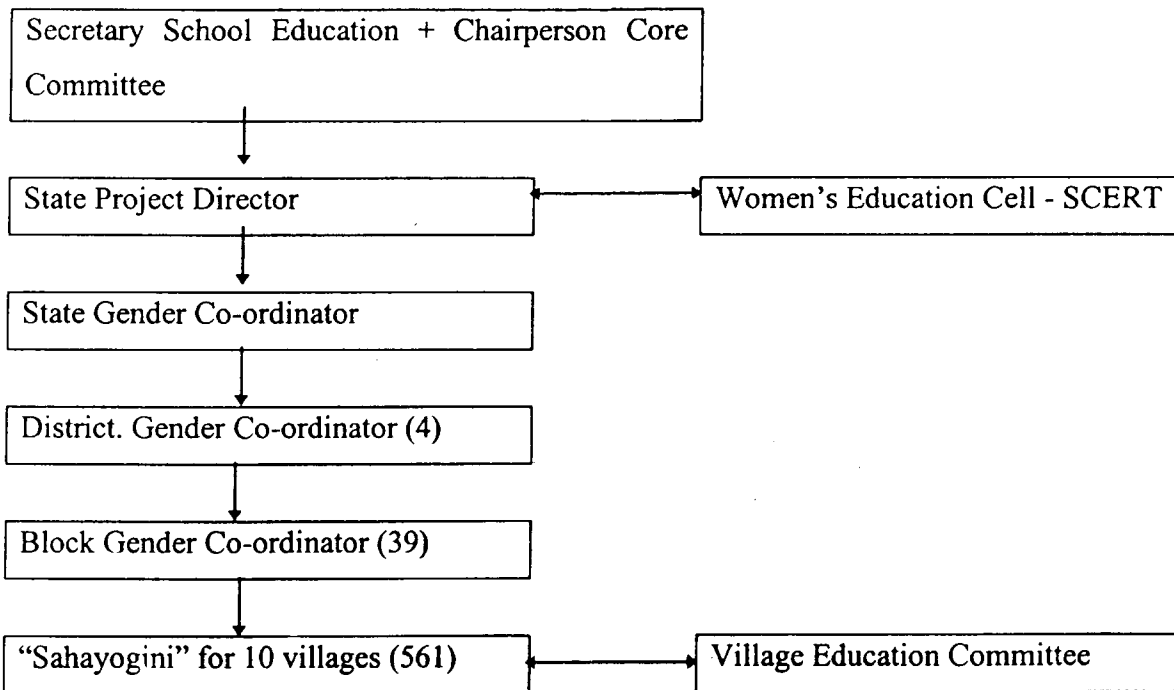 Secretary School Education + Chairperson Core
Committee
State Project Director
Women's Education Cell - SCERT
State Gender Co-ordinator
District. Gender Co-ordinator (4)
Block Gender Co-ordinator (39)
“Sahayogini” for 10 villages (561)
Village Education Committee